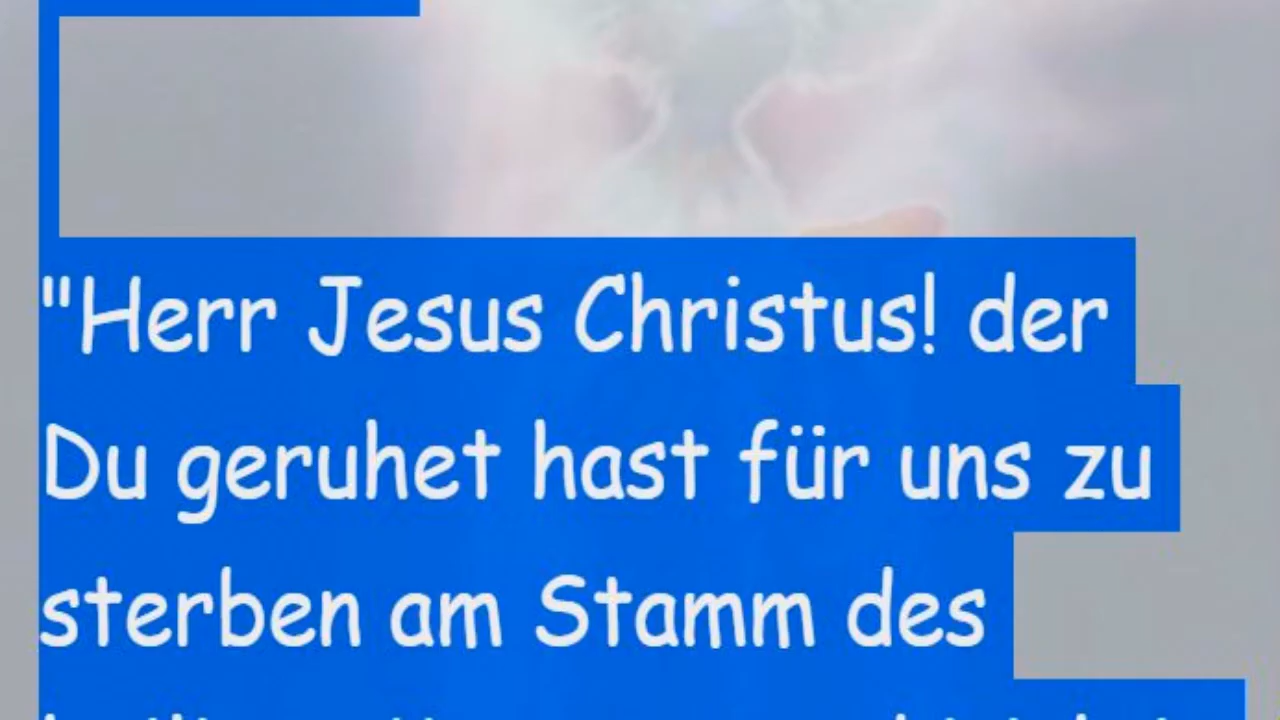 "Herr Jesus Christus! der
Du geruhet hast für uns zu
sterben am Stamm des